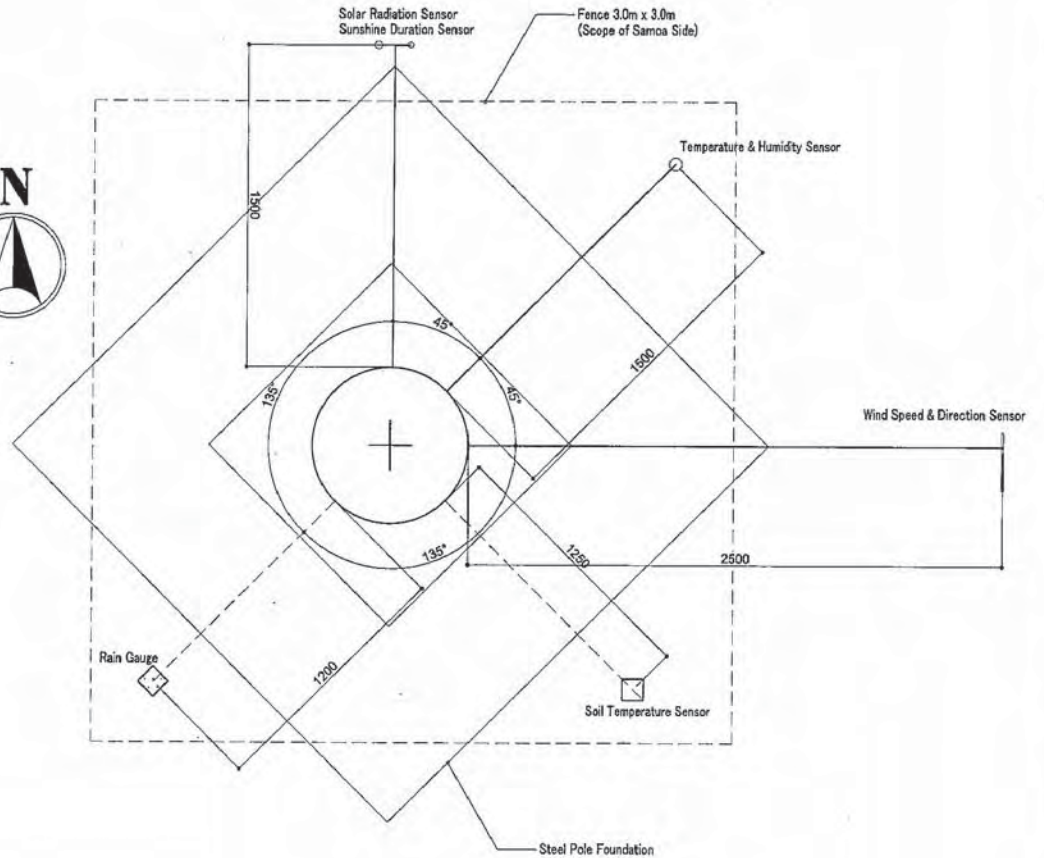 Solar Radiation Sensor
Sunshine Duration Sensor
Fence 3.0m x 3.0m
(Scope of Samoa Side)
N
Temperature & Humidity Sensor
1500
45°
135°
45°
1500
Wind Speed & Direction Sensor
135°
1250
2500
Rain Gauge
1200
Soil Temperature Sensor
Steel Pole Foundation